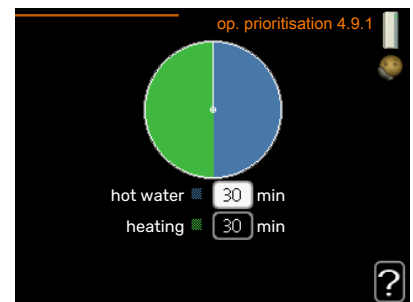 op. prioritisation 4.9.1
hot water 30 min
heating 30 min
?